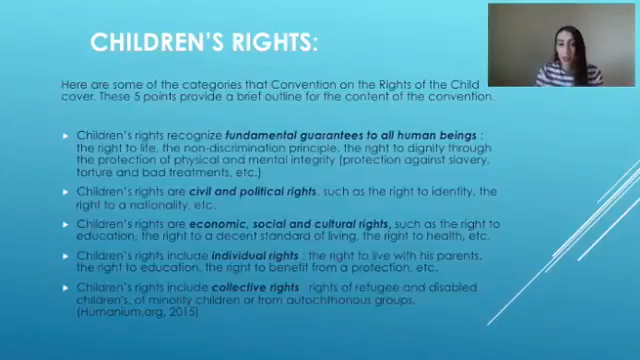 CHILDREN'S RIGHTS:
Here are some of the categories that Convention on the Rights of the Child
cover. These 5 points provide a brief outline for the content of the convention.
Children's rights recognize fundamental guarantees to all human beings :
the right to life, the non-discrimination principle, the right to dignity through
the protection of physical and mental integrity (protection against slavery,
torture and bad treatments, etc.)
Children's rights are civil and political rights, such as the right to identity, the
right to a nationality, etc.
Children's rights are economic, social and cultural rights, such as the right to
education, the right to a decent standard of living, the right to health, etc.
Children's rights include individual rights : the right to live with his parents,
the right to education, the right to benefit from a protection, etc.
Children's rights include collective rights : rights of refugee and disabled
children's, of minority children or from autochthonous groups.
(Humanium.org, 2015)